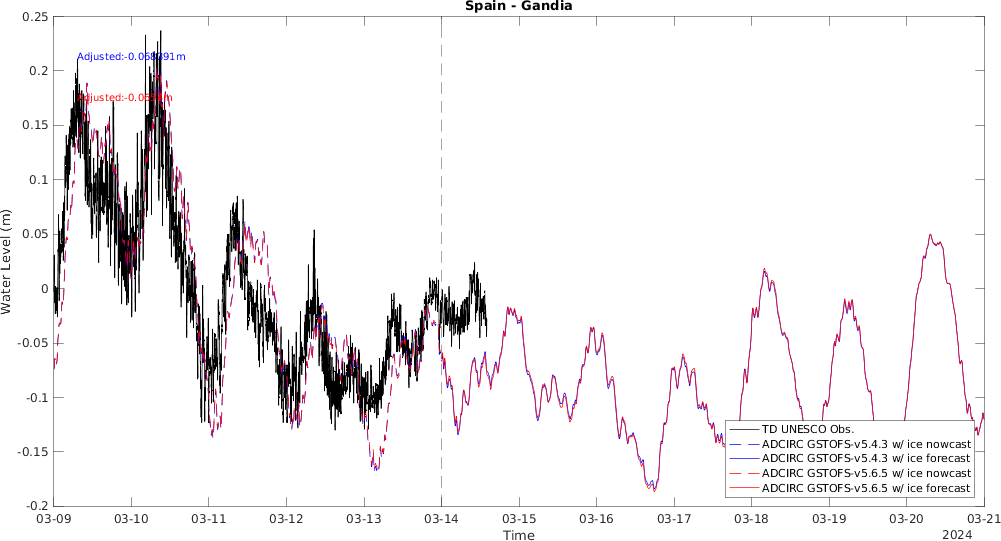 Spain - Gandia
0.25
0.2
0.15
0.1
0.05
0
-0.05
-0.1
-0.15
-0.2
Water Level (m)
03-09 03-10 03-11 03-12 03-13 03-14 03-15 03-16 03-17 03-18 03-19 03-20 03-21
Time
2024
TD UNESCO Obs.
ADCIRC GSTOFS-v5.4.3 w/ ice nowcast
ADCIRC GSTOFS-v5.4.3 w/ ice forecast
ADCIRC GSTOFS-v5.6.5 w/ ice nowcast
ADCIRC GSTOFS-v5.6.5 w/ ice forecast